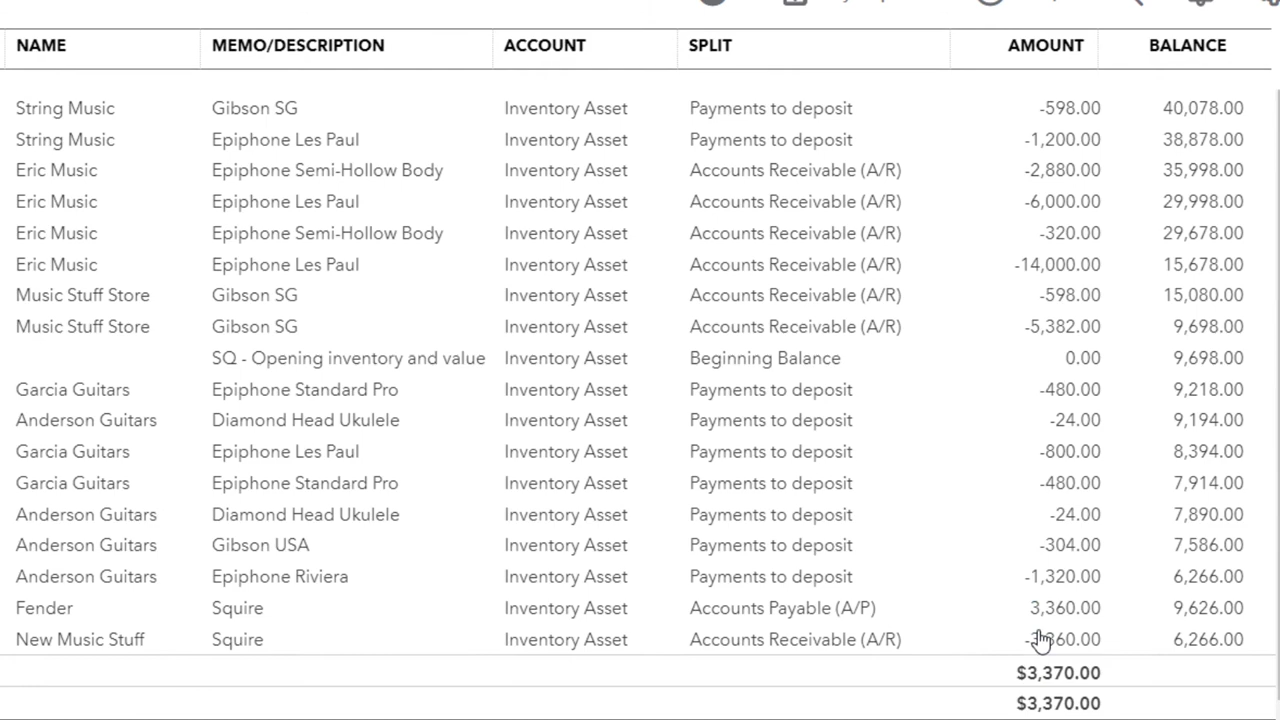 NAME MEMO/DESCRIPTION ACCOUNT SPLIT AMOUNT BALANCE
String Music Gibson SG Inventory Asset Payments to deposit -598.00 40,078.00
String Music Epiphone Les Paul Inventory Asset Payments to deposit -1,200.00 38,878.00
Eric Music Epiphone Semi-Hollow Body Inventory Asset Accounts Receivable (A/R) -2,880.00 35,998.00
Eric Music Epiphone Les Paul Inventory Asset Accounts Receivable (A/R) -6,000.00 29,998.00
Eric Music Epiphone Semi-Hollow Body Inventory Asset Accounts Receivable (A/R) -320.00 29,678.00
Eric Music Epiphone Les Paul Inventory Asset Accounts Receivable (A/R) -14,000.00 15,678.00
Music Stuff Store Gibson SG Inventory Asset Accounts Receivable (A/R) -598.00 15,080.00
Music Stuff Store Gibson SG Inventory Asset Accounts Receivable (A/R) -5,382.00 9,698.00
SQ - Opening inventory and value Inventory Asset Beginning Balance 0.00 9,698.00
Garcia Guitars Epiphone Standard Pro Inventory Asset Payments to deposit -480.00 9,218.00
Anderson Guitars Diamond Head Ukulele Inventory Asset Payments to deposit -24.00 9,194.00
Garcia Guitars Epiphone Les Paul Inventory Asset Payments to deposit -800.00 8,394.00
Garcia Guitars Epiphone Standard Pro Inventory Asset Payments to deposit -480.00 7,914.00
Anderson Guitars Diamond Head Ukulele Inventory Asset Payments to deposit -24.00 7,890.00
Anderson Guitars Gibson USA Inventory Asset Payments to deposit -304.00 7,586.00
Anderson Guitars Epiphone Riviera Inventory Asset Payments to deposit -1,320.00 6,266.00
Fender Squire Inventory Asset Accounts Payable (A/P) 3,360.00 9,626.00
New Music Stuff Squire Inventory Asset Accounts Receivable (A/R) 6,266.00
$3,370.00
$3,370.00